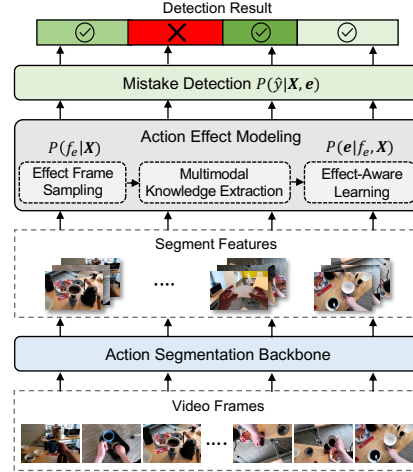 Detection Result
Mistake Detection P(ŷ|X, e)
Action Effect Modeling
P(f_e|X)
P(e|f_e, X)
Effect Frame
Sampling
Multimodal
Knowledge Extraction
Effect-Aware
Learning
Segment Features
....
Action Segmentation Backbone
Video Frames
....